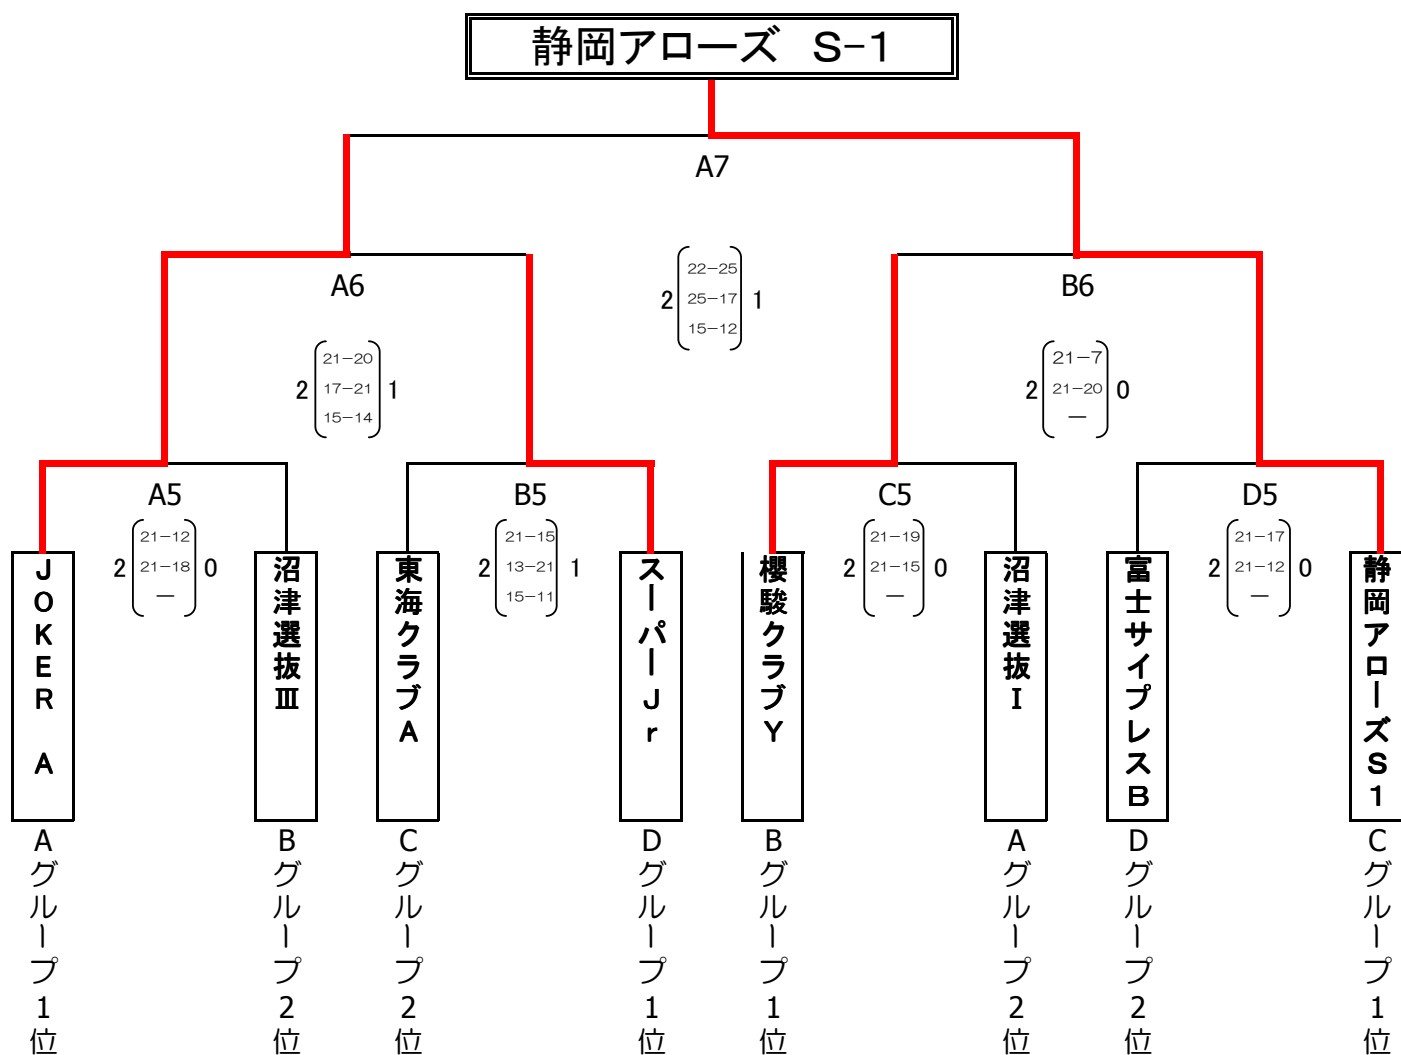 静岡アローズ　S-1
A7
22-25
2 25-17 1
15-12
A6
B6
21-20
2 17-21 1
15-14
21-7
2 21-20 0
―
A5
B5
C5
D5
21-12
2 21-18 0
―
21-15
2 13-21 1
15-11
21-19
2 21-15 0
―
21-17
2 21-12 0
―
JOKER　A
沼津選抜Ⅲ
東海クラブA
スーパーJr
櫻駿クラブY
沼津選抜I
富士サイプレスB
静岡アローズS1
Aグループ1位
Bグループ2位
Cグループ2位
Dグループ1位
Bグループ1位
Aグループ2位
Dグループ2位
Cグループ1位